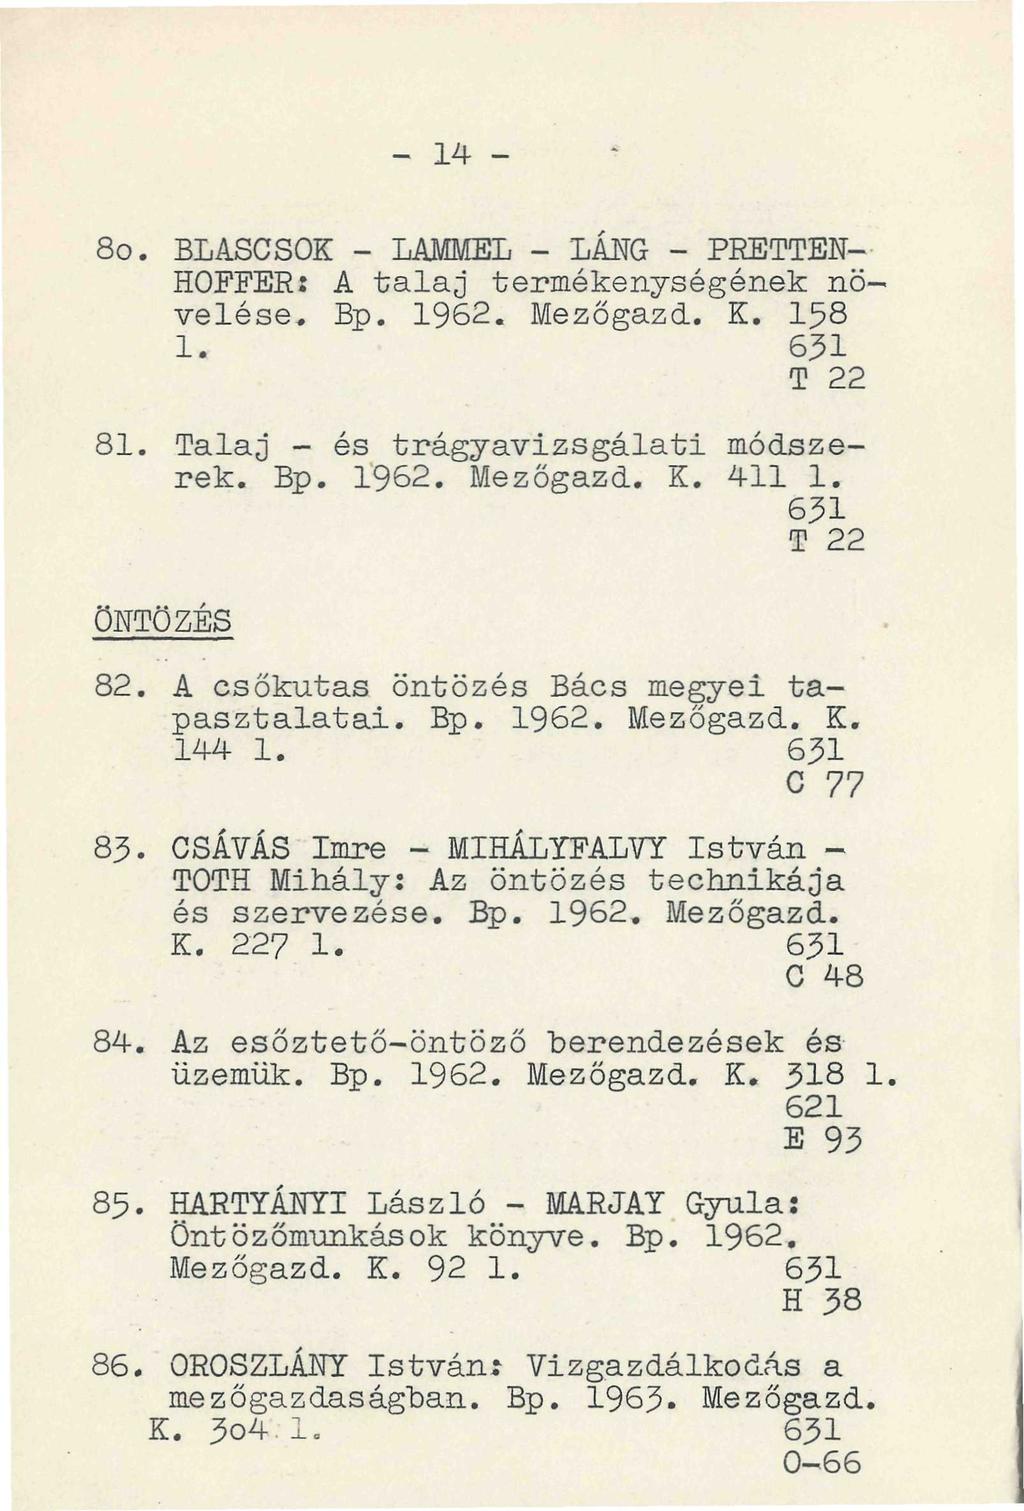 - 14 -
8o. BLASCSOK - LAMMEL - LÁNG - PRETTEN-
HOFFER: A talaj termékenységének nö-
velése. Bp. 1962. Mezőgazd. K. 158
l. 631
T 22
81. Talaj - és trágyavizsgálati módsze-
rek. Bp. 1962. Mezőgazd. K. 411 l.
631
T 22
ÖNTÖZÉS
82. A csőkutas öntözés Bács megyei ta-
pasztalatai. Bp. 1962. Mezőgazd. K.
144 l. 631
C 77
83. CSÁVÁS Imre - MIHÁLYFALVY István -
TOTH Mihály: Az öntözés technikája
és szervezése. Bp. 1962. Mezőgazd.
K. 227 l. 631
C 48
84. Az esőztető-öntöző berendezések és
üzemük. Bp. 1962. Mezőgazd. K. 318 l.
621
E 93
85. HARTYÁNYI László - MARJAY Gyula:
Öntözőmunkások könyve. Bp. 1962.
Mezőgazd. K. 92 l. 631
H 38
86. OROSZLÁNY István: Vizgazdálkodás a
mezőgazdaságban. Bp. 1963. Mezőgazd.
K. 3o4 l. 631
O-66